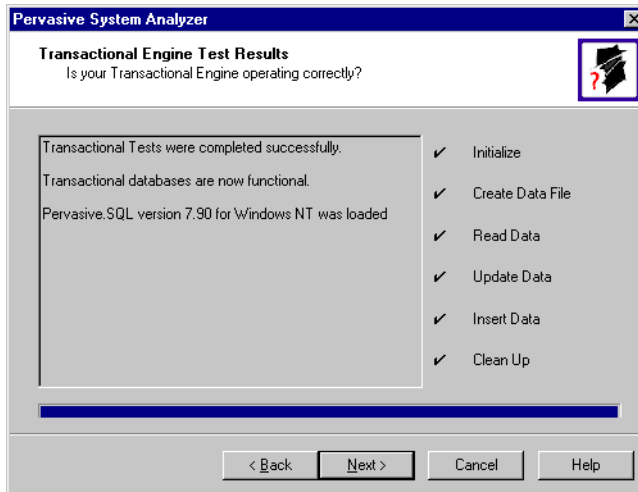 Pervasive System Analyzer
Transactional Engine Test Results
Is your Transactional Engine operating correctly?
?
Transactional Tests were completed successfully.
Transactional databases are now functional.
Pervasive.SQL version 7.90 for Windows NT was loaded
✔ Initialize
✔ Create Data File
✔ Read Data
✔ Update Data
✔ Insert Data
✔ Clean Up
< Back
Next >
Cancel
Help